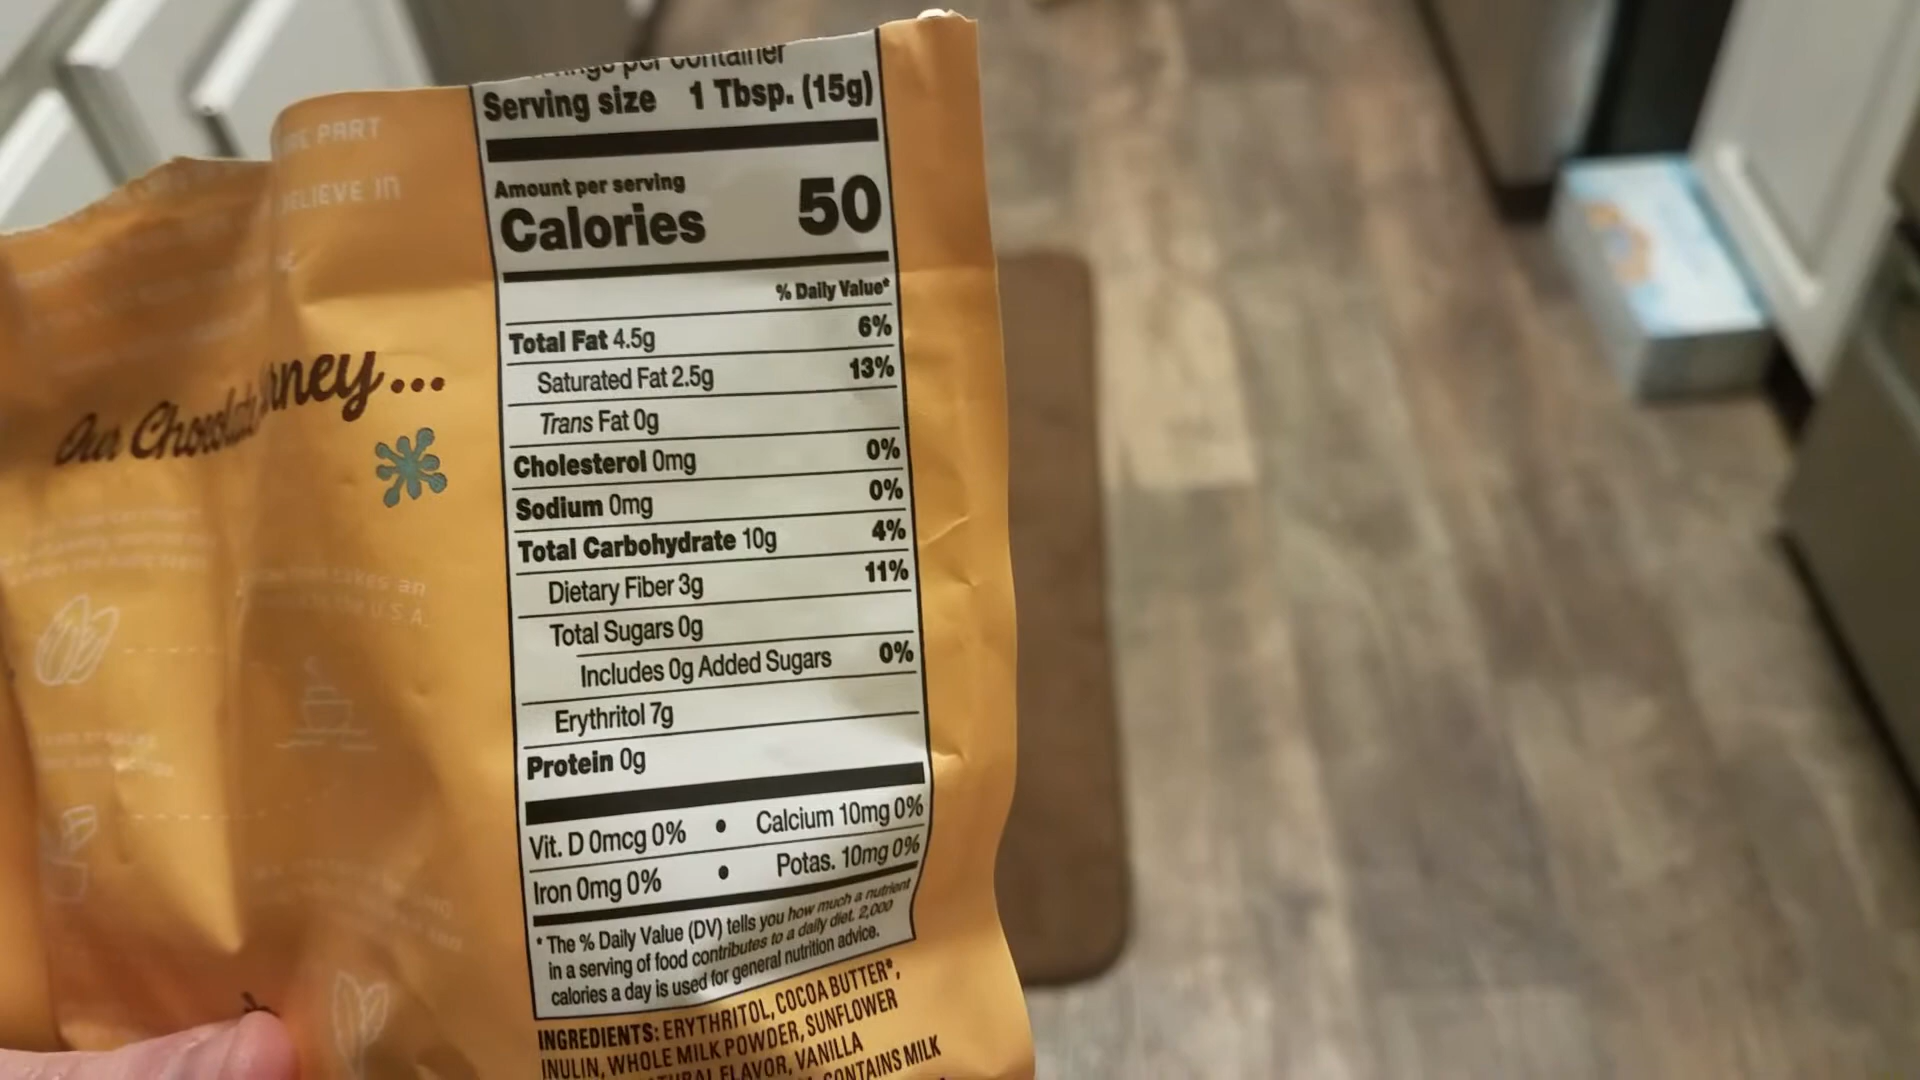 per container
Serving size 1 Tbsp. (15g)
Amount per serving
Calories 50
% Daily Value*
Total Fat 4.5g 6%
Saturated Fat 2.5g 13%
Trans Fat 0g
Cholesterol 0mg 0%
Sodium 0mg 0%
Total Carbohydrate 10g 4%
Dietary Fiber 3g 11%
Total Sugars 0g
Includes 0g Added Sugars 0%
Erythritol 7g
Protein 0g
Vit. D 0mcg 0% • Calcium 10mg 0%
Iron 0mg 0% • Potas. 10mg 0%
* The % Daily Value (DV) tells you how much a nutrient
in a serving of food contributes to a daily diet. 2,000
calories a day is used for general nutrition advice.
INGREDIENTS: ERYTHRITOL, COCOA BUTTER*,
INULIN, WHOLE MILK POWDER, SUNFLOWER
FLAVOR, VANILLA
CONTAINS MILK
PART
BELIEVE IN
Our Chocolate
takes an
U.S.A.